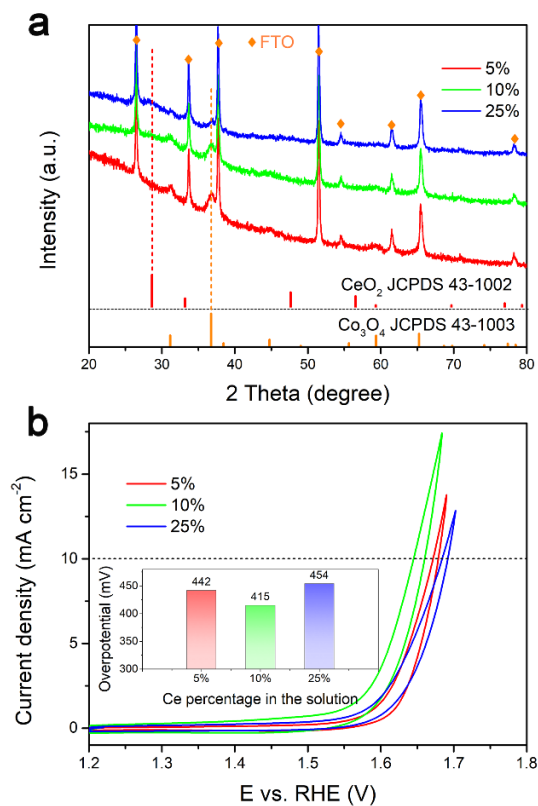 a
FTO
5%
10%
25%
Intensity (a.u.)
CeO2 JCPDS 43-1002
Co3O4 JCPDS 43-1003
20 30 40 50 60 70 80
2 Theta (degree)
b
5%
10%
25%
Current density (mA cm-2)
15
10
5
0
Overpotential (mV)
450
400
350
300
442
415
454
5% 10% 25%
Ce percentage in the solution
1.2 1.3 1.4 1.5 1.6 1.7 1.8
E vs. RHE (V)